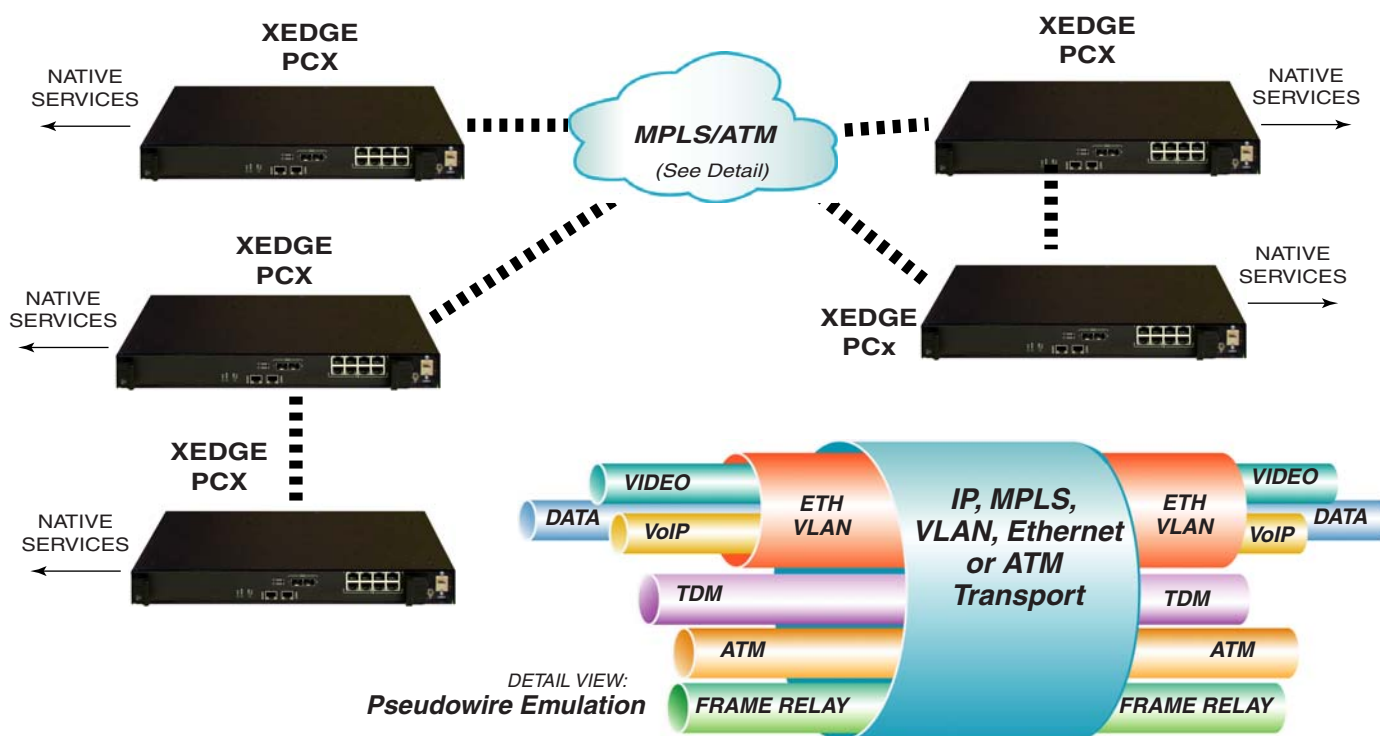 XEDGE
PCX
NATIVE
SERVICES
MPLS/ATM
(See Detail)
XEDGE
PCX
NATIVE
SERVICES
XEDGE
PCX
NATIVE
SERVICES
XEDGE
PCx
NATIVE
SERVICES
XEDGE
PCX
NATIVE
SERVICES
VIDEO
DATA
VoIP
ETH
VLAN
IP, MPLS,
VLAN, Ethernet
or ATM
Transport
ETH
VLAN
VIDEO
DATA
VoIP
TDM
TDM
ATM
ATM
FRAME RELAY
FRAME RELAY
DETAIL VIEW:
Pseudowire Emulation